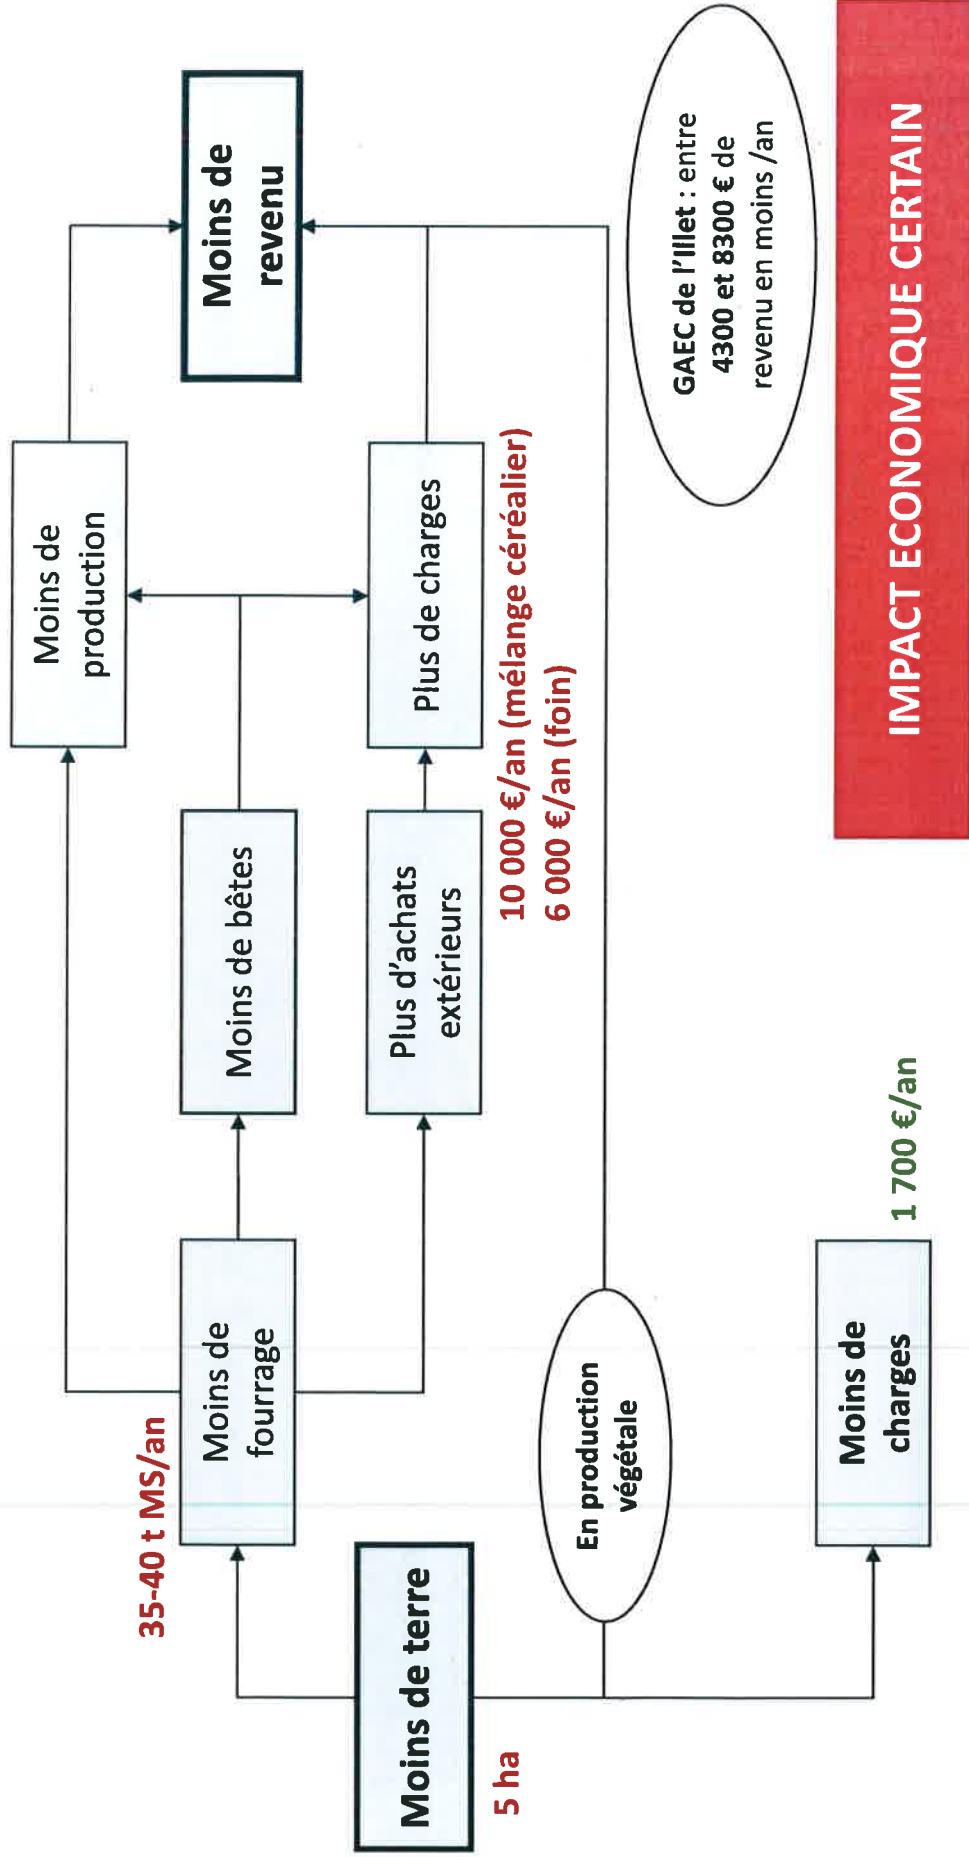 35-40 t MS/an
Moins de terre
5 ha
Moins de
fourrage
Moins de bêtes
Plus d'achats
extérieurs
Moins de
production
Plus de charges
10 000 €/an (mélange céréalier)
6 000 €/an (foin)
Moins de
revenu
En production
végétale
Moins de
charges
1 700 €/an
GAEC de l'Illet : entre
4300 et 8300 € de
revenu en moins /an
IMPACT ECONOMIQUE CERTAIN